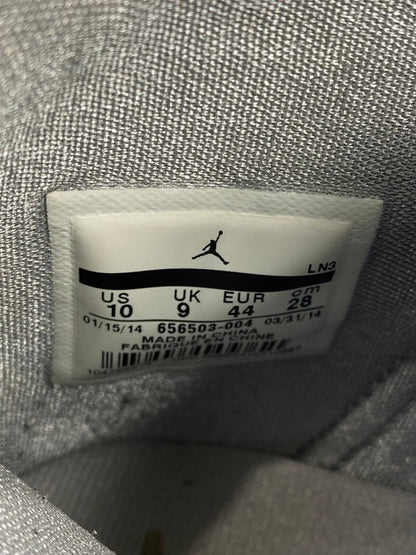 LN3
US UK EUR cm
10 9 44 28
01/15/14 656503-004 03/31/14
MADE IN CHINA
FABRIQUE EN CHINE